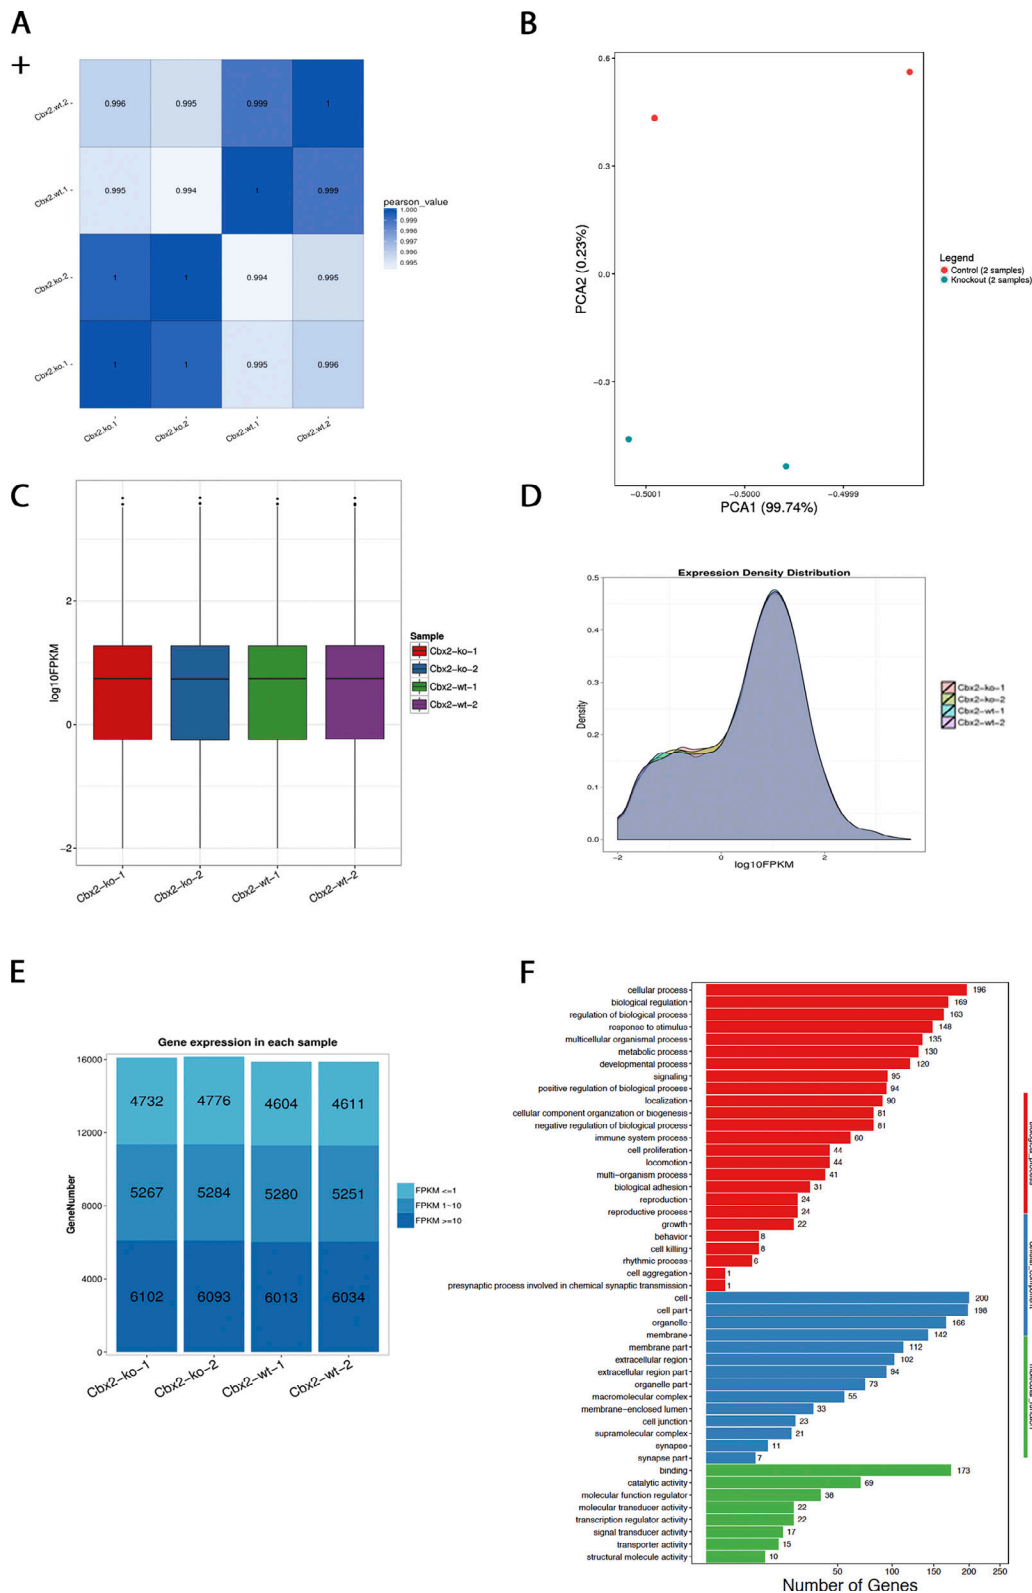 A
B
+
Cbx2.wt.2
0.996
0.995
0.999
1
Cbx2.wt.1
0.995
0.994
1
0.999
Cbx2.ko.2
1
1
0.994
0.995
Cbx2.ko.1
1
1
0.995
0.996
Cbx2.ko.1
Cbx2.ko.2
Cbx2.wt.1
Cbx2.wt.2
pearson_value
1.000
0.999
0.998
0.997
0.996
0.995
0.6
0.3
0.0
−0.3
PCA2 (0.23%)
−0.5001
−0.5000
−0.4999
PCA1 (99.74%)
Legend
Control (2 samples)
Knockout (2 samples)
C
D
2
0
−2
log10FPKM
Cbx2−ko−1
Cbx2−ko−2
Cbx2−wt−1
Cbx2−wt−2
Sample
Cbx2−ko−1
Cbx2−ko−2
Cbx2−wt−1
Cbx2−wt−2
Expression Density Distribution
0.5
0.4
0.3
0.2
0.1
0.0
Density
−2
0
2
log10FPKM
Cbx2−ko−1
Cbx2−ko−2
Cbx2−wt−1
Cbx2−wt−2
E
F
Gene expression in each sample
16000
12000
8000
4000
0
GeneNumber
4732
4776
4604
4611
5267
5284
5280
5251
6102
6093
6013
6034
Cbx2−ko−1
Cbx2−ko−2
Cbx2−wt−1
Cbx2−wt−2
FPKM <=1
FPKM 1~10
FPKM >=10
cellular process 196
biological regulation 169
regulation of biological process 163
response to stimulus 148
multicellular organismal process 135
metabolic process 130
developmental process 120
signaling 95
positive regulation of biological process 94
localization 90
cellular component organization or biogenesis 81
negative regulation of biological process 81
immune system process 60
cell proliferation 44
locomotion 44
multi−organism process 41
biological adhesion 31
reproduction 24
reproductive process 24
growth 22
behavior 8
cell killing 8
rhythmic process 6
cell aggregation 1
presynaptic process involved in chemical synaptic transmission 1
cell 200
cell part 198
organelle 166
membrane 142
membrane part 112
extracellular region 102
extracellular region part 94
organelle part 73
macromolecular complex 55
membrane−enclosed lumen 33
cell junction 23
supramolecular complex 21
synapse 11
synapse part 7
binding 173
catalytic activity 69
molecular function regulator 38
molecular transducer activity 22
transcription regulator activity 22
signal transducer activity 17
transporter activity 15
structural molecule activity 10
50
100
150
200
250
Number of Genes